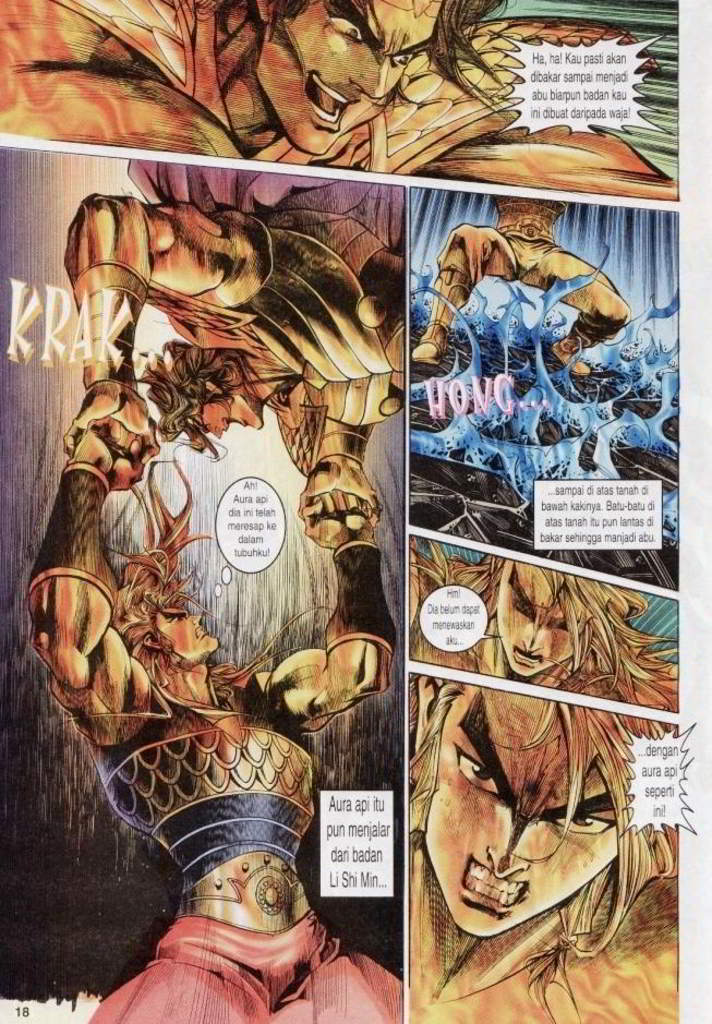 Ha, ha! Kau pasti akan
dibakar sampai menjadi
abu biarpun badan kau
ini dibuat daripada waja!
KRAK...
Ah!
Aura api
dia ini telah
meresap ke
dalam
tubuhku!
Aura api itu
pun menjalar
dari badan
Li Shi Min...
HONG...
...sampai di atas tanah di
bawah kakinya. Batu-batu di
atas tanah itu pun lantas di
bakar sehingga manjadi abu.
Hm!
Dia belum dapat
menewaskan
aku...
...dengan
aura api
seperti
ini!
18